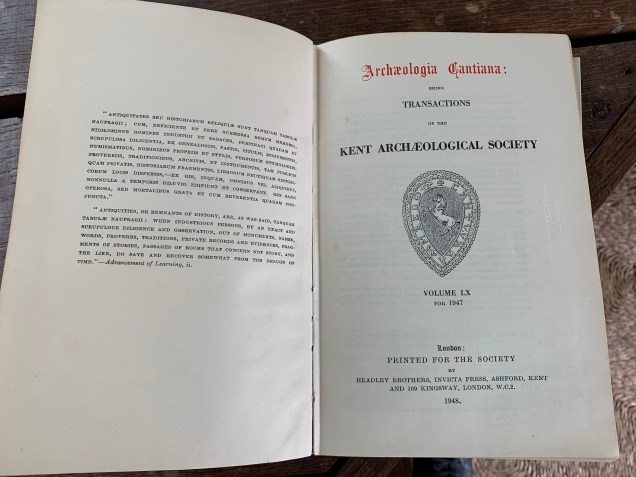 "ANTIQUITATES SEU HISTORIARUM RELIQUIÆ SUNT TANQUAM TABULÆ
NAUFRAGII: CUM, DEFICIENTE ET FERE SUBMERSA RERUM MEMORIA,
NIHILOMINUS HOMINES INDUSTRII ET SAGACES, PERTINACI QUADAM ET
SCRUPULOSA DILIGENTIA, EX GENEALOGIIS, FASTIS, TITULIS, MONUMENTIS,
NUMISMATIBUS, NOMINIBUS PROPRIIS ET STYLIS, VERBORUM ETYMOLOGIIS,
PROVERBIIS, TRADITIONIBUS, ARCHIVIS, ET INSTRUMENTIS, TAM PUBLICIS
QUAM PRIVATIS, HISTORIARUM FRAGMENTIS, LIBRORUM NEUTIQUAM HISTORI-
CORUM LOCIS DISPERSIS,—EX HIS, INQUAM, OMNIBUS VEL ALIQUIBUS,
NONNULLA A TEMPORIS DILUVIO ERIPIUNT ET CONSERVANT. RES SANE
OPEROSA, SED MORTALIBUS GRATA ET CUM REVERENTIA QUADAM CON-
JUNCTA."
"ANTIQUITIES, OR REMNANTS OF HISTORY, ARE, AS WAS SAID, TANQUAM
TABULÆ NAUFRAGII: WHEN INDUSTRIOUS PERSONS, BY AN EXACT AND
SCRUPULOUS DILIGENCE AND OBSERVATION, OUT OF MONUMENTS, NAMES,
WORDS, PROVERBS, TRADITIONS, PRIVATE RECORDS AND EVIDENCES, FRAG-
MENTS OF STORIES, PASSAGES OF BOOKS THAT CONCERN NOT STORY, AND
THE LIKE, DO SAVE AND RECOVER SOMEWHAT FROM THE DELUGE OF
TIME."—Advancement of Learning, ii.
Archæologia Cantiana:
BEING
TRANSACTIONS
OF THE
KENT ARCHÆOLOGICAL SOCIETY
VOLUME LX
FOR 1947
London:
PRINTED FOR THE SOCIETY
BY
HEADLEY BROTHERS, INVICTA PRESS, ASHFORD, KENT
AND 109 KINGSWAY, LONDON, W.C.2.
1948.